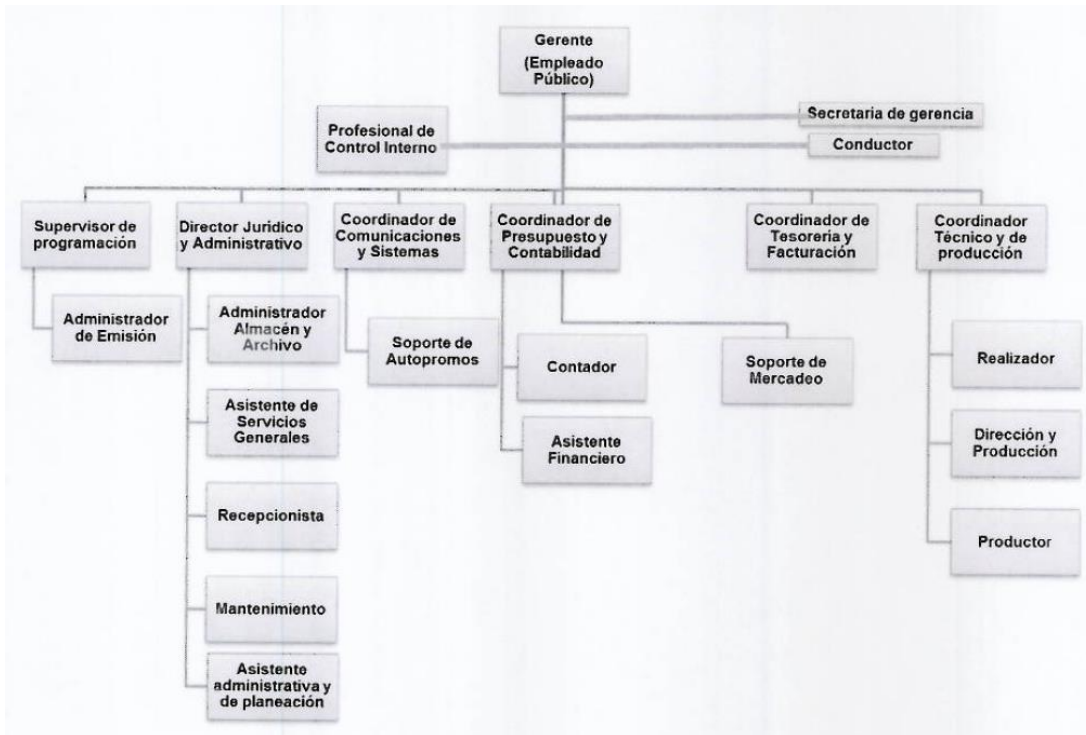 Gerente
(Empleado
Público)
Secretaria de gerencia
Profesional de
Control Interno
Conductor
Supervisor de
programación
Director Jurídico
y Administrativo
Coordinador de
Comunicaciones
y Sistemas
Coordinador de
Presupuesto y
Contabilidad
Coordinador de
Tesorería y
Facturación
Coordinador
Técnico y de
producción
Administrador
de Emisión
Administrador
Almacén y
Archivo
Soporte de
Autopromos
Contador
Soporte de
Mercadeo
Realizador
Asistente de
Servicios
Generales
Asistente
Financiero
Dirección y
Producción
Recepcionista
Productor
Mantenimiento
Asistente
administrativa y
de planeación